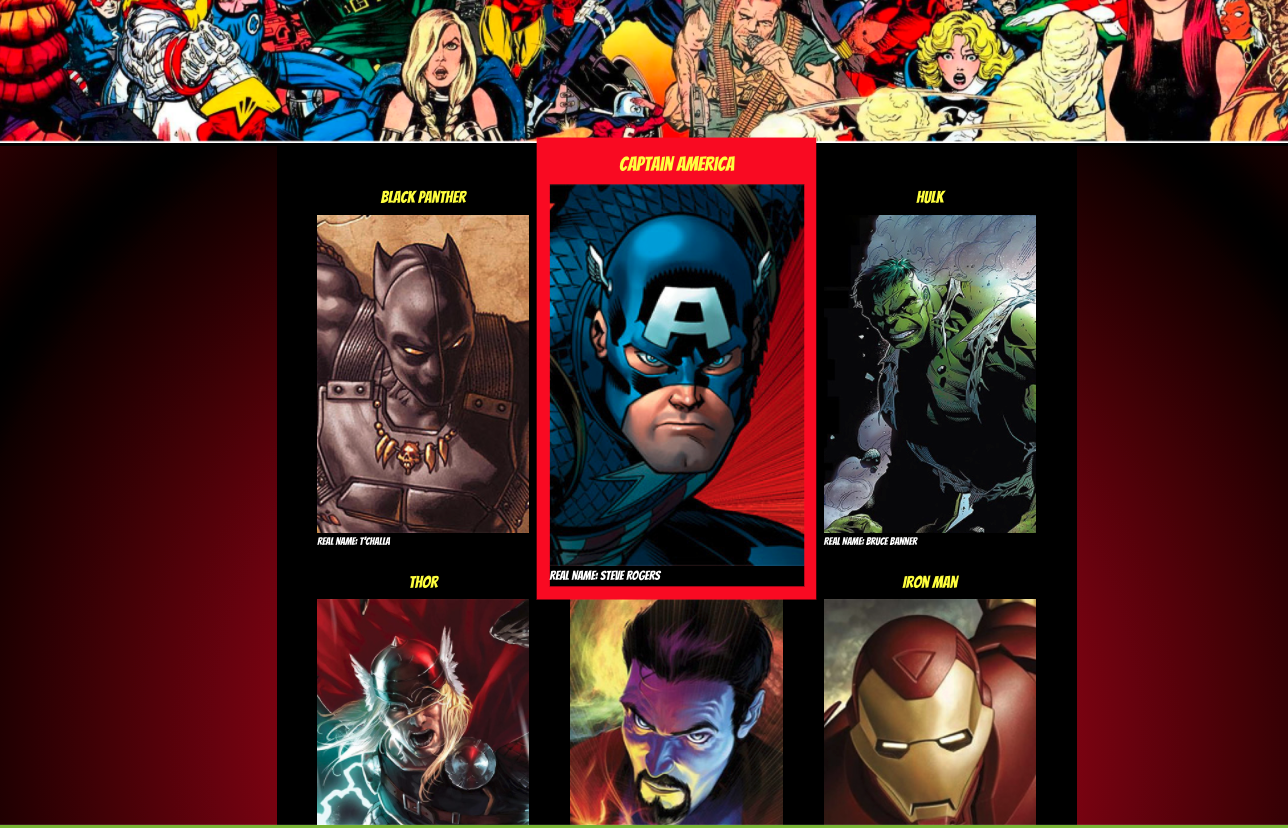 CAPTAIN AMERICA
BLACK PANTHER
HULK
REAL NAME: T'CHALLA
REAL NAME: STEVE ROGERS
REAL NAME: BRUCE BANNER
THOR
IRON MAN